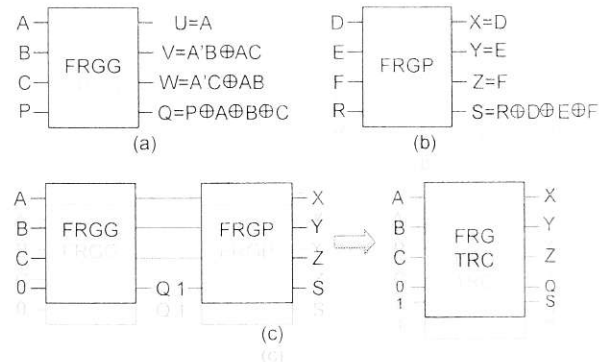 A U=A
B V=A'B⊕AC
FRGG
C W=A'C⊕AB
P Q=P⊕A⊕B⊕C
(a)
D X=D
E Y=E
FRGP
F Z=F
R S=R⊕D⊕E⊕F
(b)
A X
B FRGG FRGP Y
C Z
0 Q 1 S
A X
B Y
FRG
TRC
C Z
0 Q
1 S
(c)